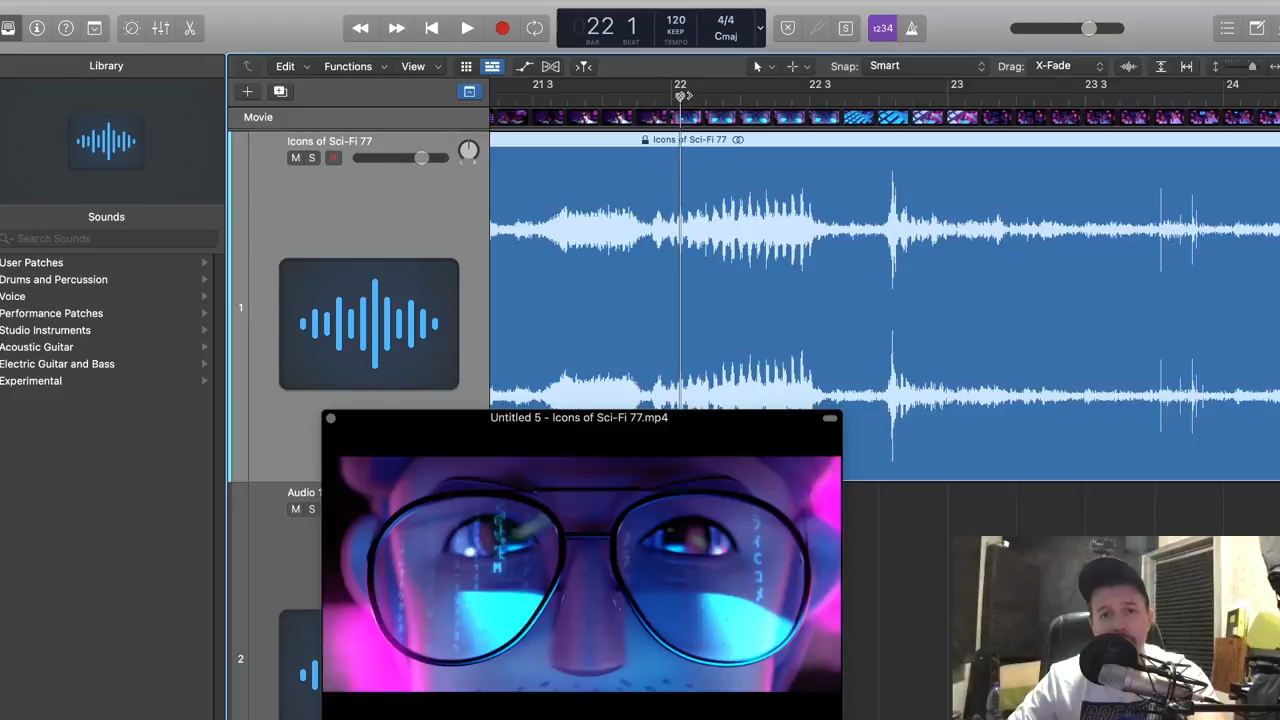 22 1
BAR
BEAT
120
KEEP
TEMPO
4/4
Cmaj
S
1234
Library
Edit
Functions
View
Snap: Smart
Drag: X-Fade
21 3
22
22 3
23
23 3
24
Movie
Icons of Sci-Fi 77
M S
L R
Icons of Sci-Fi 77
Sounds
Search Sounds
User Patches
Drums and Percussion
Voice
Performance Patches
Studio Instruments
Acoustic Guitar
Electric Guitar and Bass
Experimental
1
Untitled 5 - Icons of Sci-Fi 77.mp4
Audio 1
M S
2